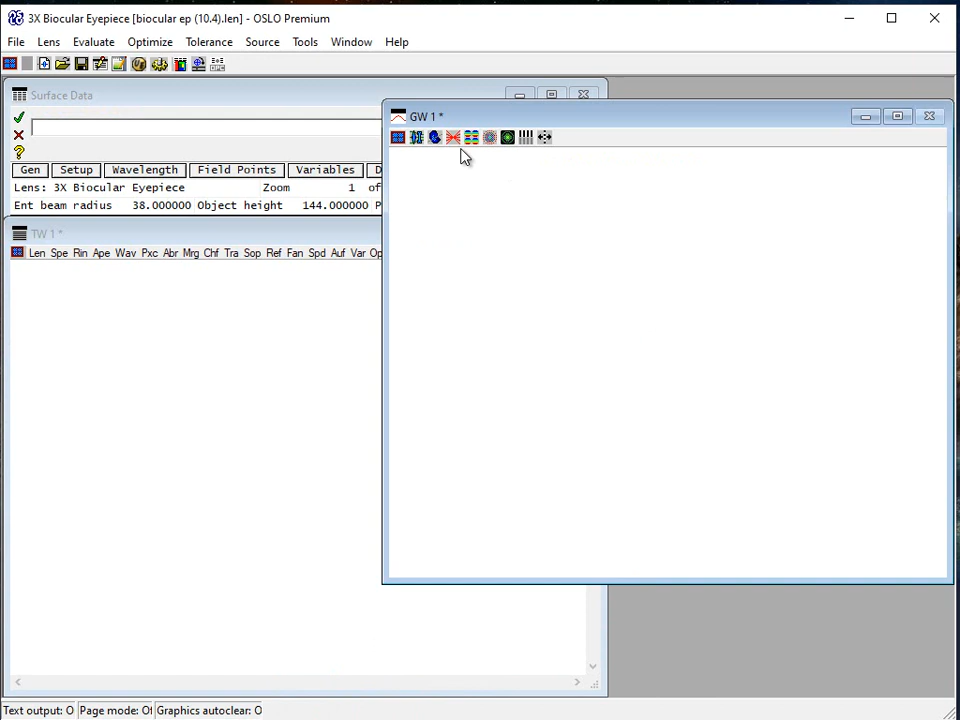 3X Biocular Eyepiece [biocular ep (10.4).len] - OSLO Premium
File Lens Evaluate Optimize Tolerance Source Tools Window Help
Surface Data
GW 1 *
Gen Setup Wavelength Field Points Variables D
Lens: 3X Biocular Eyepiece Zoom 1 of
Ent beam radius 38.000000 Object height 144.000000 P
TW 1 *
Len Spe Rin Ape Wav Pxc Abr Mrg Chf Tra Sop Ref Fan Spd Auf Var Op
Text output: O Page mode: Of Graphics autoclear: O